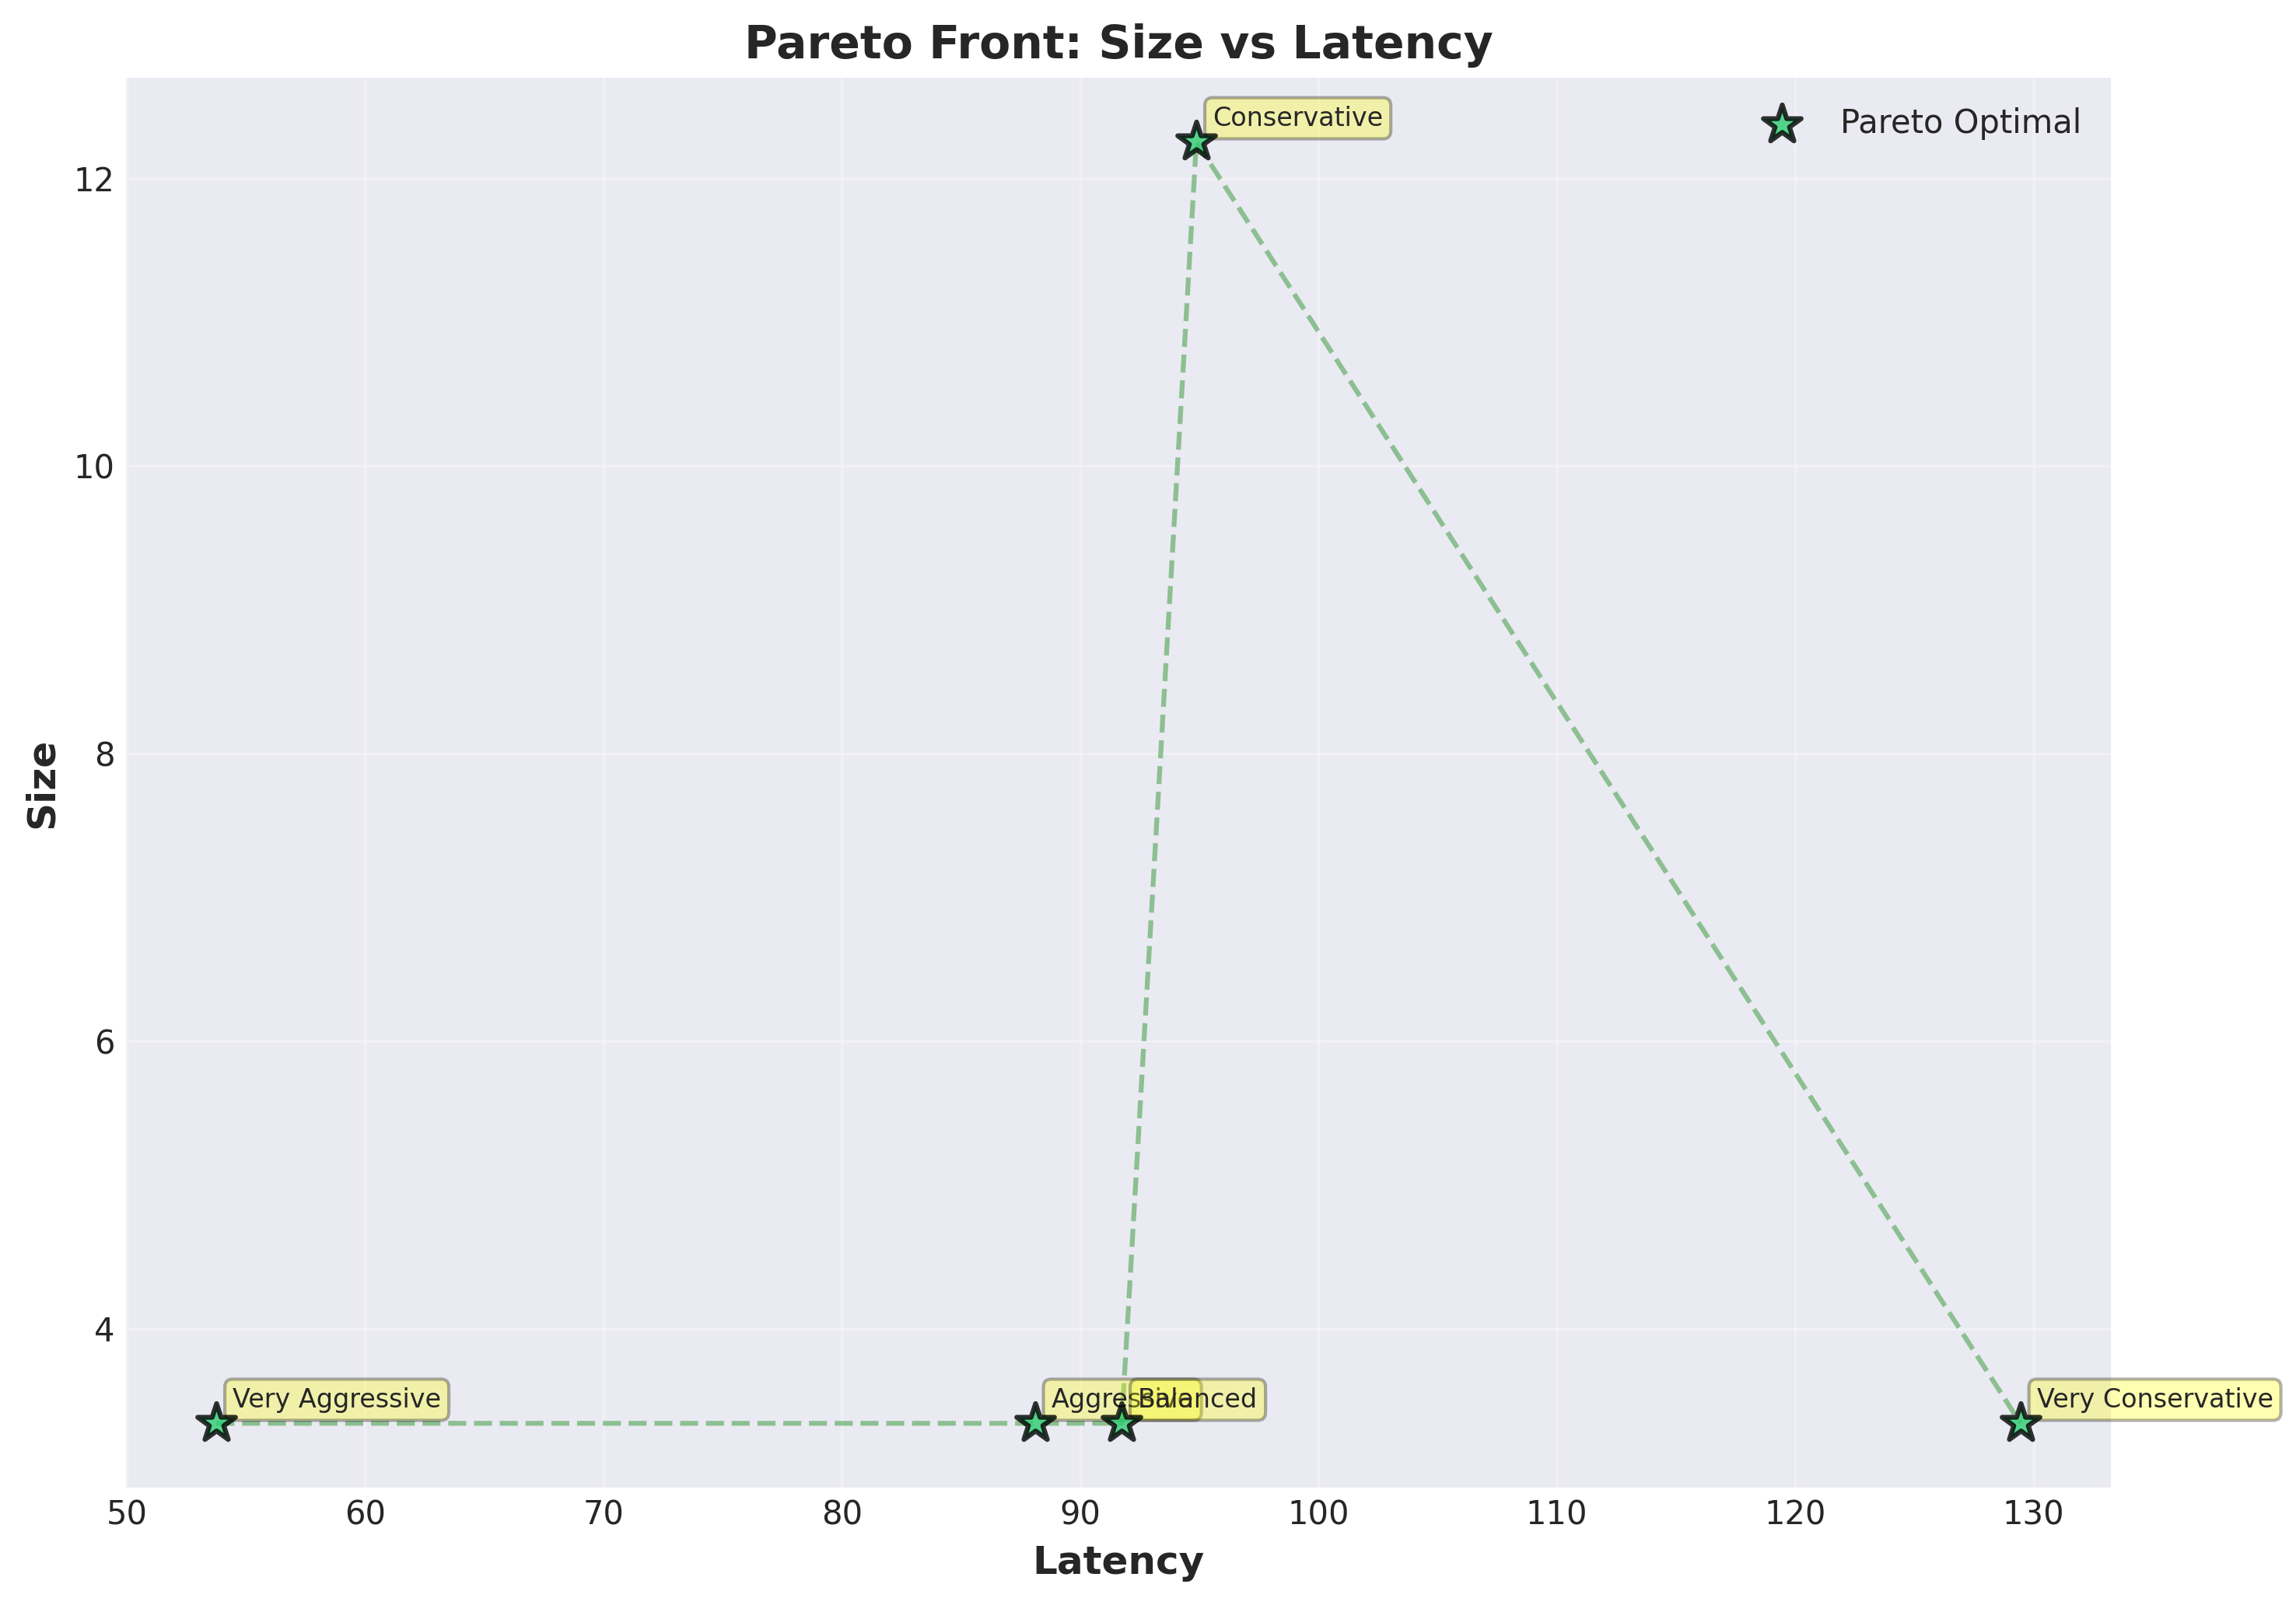 Pareto Front: Size vs Latency
Conservative
Pareto Optimal
12
10
8
6
4
Size
Very Aggressive
Aggressive
Balanced
Very Conservative
50
60
70
80
90
100
110
120
130
Latency